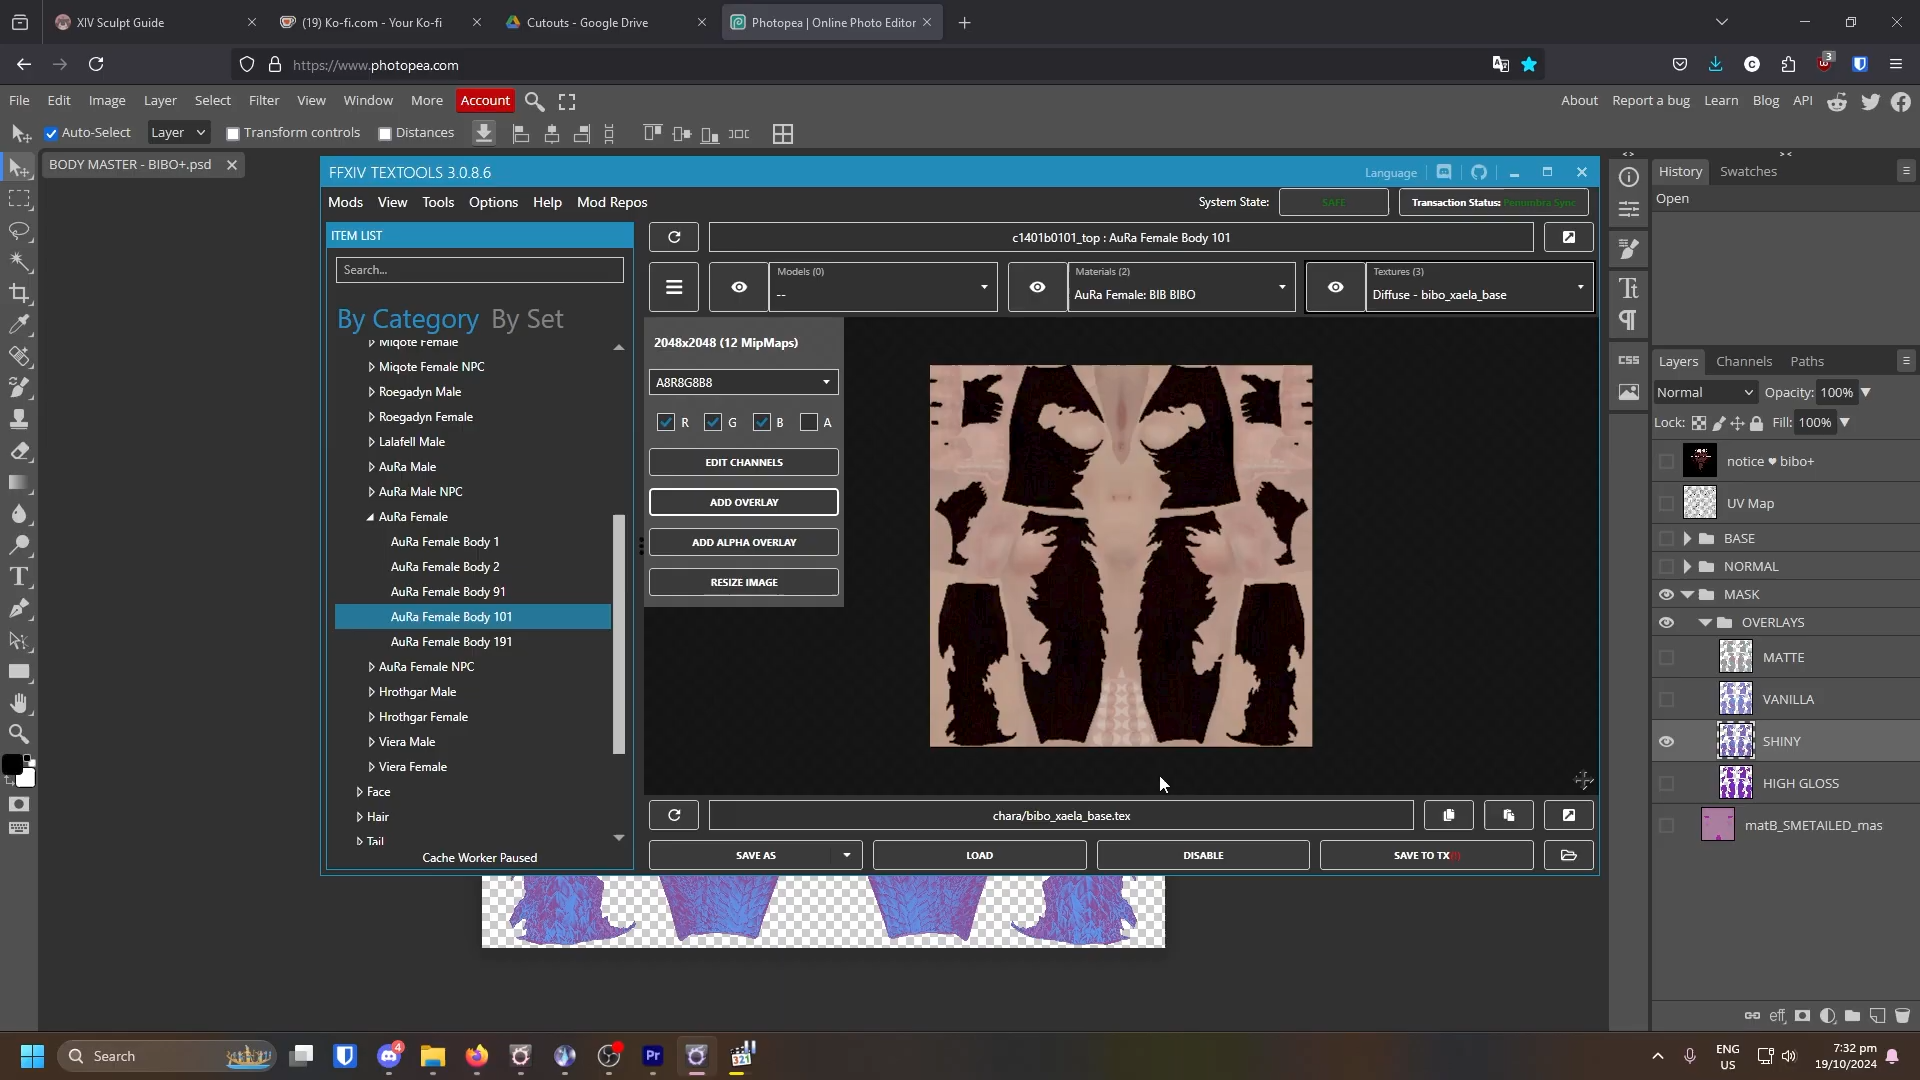 XIV Sculpt Guide
(19) Ko-fi.com - Your Ko-fi
Cutouts - Google Drive
Photopea | Online Photo Editor
https://www.photopea.com
3
File Edit Image Layer Select Filter View Window More Account
About Report a bug Learn Blog API
Auto-Select Layer Transform controls Distances
BODY MASTER - BIBO+.psd
FFXIV TEXTOOLS 3.0.8.6
Language
Mods View Tools Options Help Mod Repos
System State: SAFE
Transaction Status: Penumbra Sync
ITEM LIST
Search...
By Category By Set
Miqote Female
Miqote Female NPC
Roegadyn Male
Roegadyn Female
Lalafell Male
AuRa Male
AuRa Male NPC
AuRa Female
AuRa Female Body 1
AuRa Female Body 2
AuRa Female Body 91
AuRa Female Body 101
AuRa Female Body 191
AuRa Female NPC
Hrothgar Male
Hrothgar Female
Viera Male
Viera Female
Face
Hair
Tail
Cache Worker Paused
c1401b0101_top : AuRa Female Body 101
Models (0)
--
Materials (2)
AuRa Female: BIB BIBO
Textures (3)
Diffuse - bibo_xaela_base
2048x2048 (12 MipMaps)
A8R8G8B8
R G B A
EDIT CHANNELS
ADD OVERLAY
ADD ALPHA OVERLAY
RESIZE IMAGE
chara/bibo_xaela_base.tex
SAVE AS
LOAD
DISABLE
SAVE TO TX(I)
History Swatches
Open
CSS
Layers Channels Paths
Normal Opacity: 100%
Lock: Fill: 100%
notice ♥ bibo+
UV Map
BASE
NORMAL
MASK
OVERLAYS
MATTE
VANILLA
SHINY
HIGH GLOSS
matB_SMETAILED_mas
eff
Search
4
Pr
321
ENG
US
7:32 pm
19/10/2024